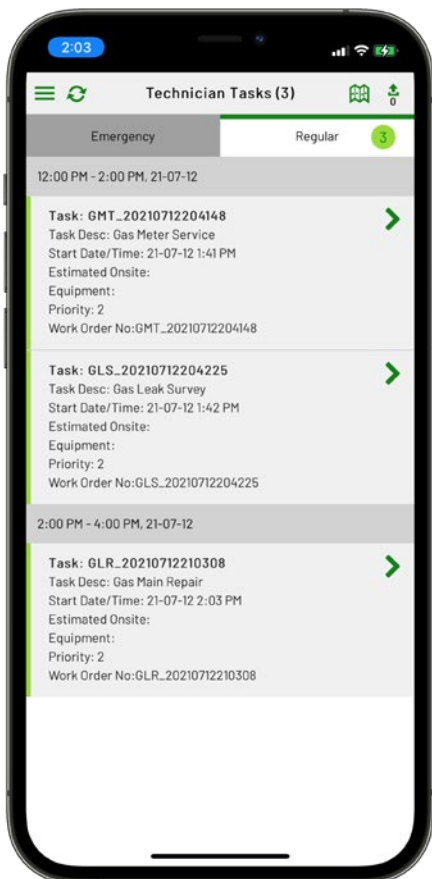 2:03
Technician Tasks (3)
0
Emergency
Regular
3
12:00 PM - 2:00 PM, 21-07-12
Task: GMT_20210712204148
Task Desc: Gas Meter Service
Start Date/Time: 21-07-12 1:41 PM
Estimated Onsite:
Equipment:
Priority: 2
Work Order No:GMT_20210712204148
Task: GLS_20210712204225
Task Desc: Gas Leak Survey
Start Date/Time: 21-07-12 1:42 PM
Estimated Onsite:
Equipment:
Priority: 2
Work Order No:GLS_20210712204225
2:00 PM - 4:00 PM, 21-07-12
Task: GLR_20210712210308
Task Desc: Gas Main Repair
Start Date/Time: 21-07-12 2:03 PM
Estimated Onsite:
Equipment:
Priority: 2
Work Order No:GLR_20210712210308